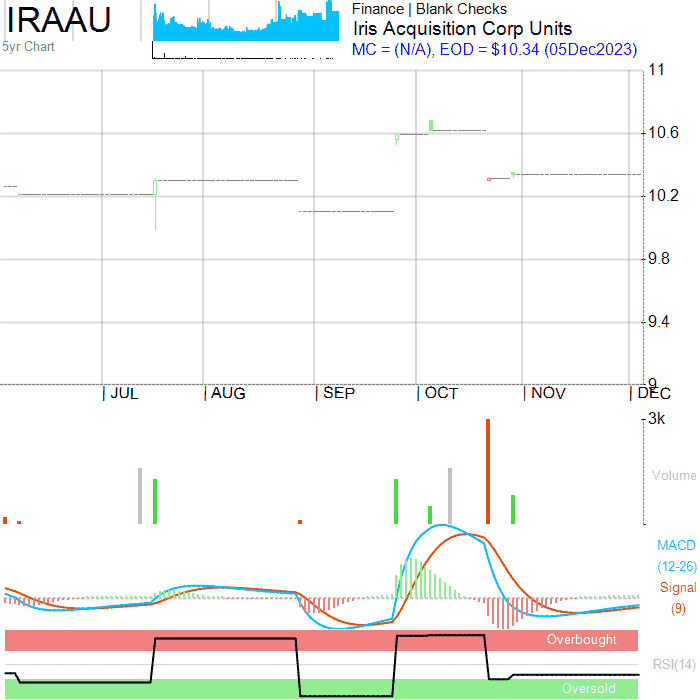 IRAAU
5yr Chart
Finance | Blank Checks
Iris Acquisition Corp Units
MC = (N/A), EOD = $10.34 (05Dec2023)
11
10.6
10.2
9.8
9.4
9
JUL AUG SEP OCT NOV DEC
3k
Volume
MACD
(12-26)
Signal
(9)
Overbought
RSI(14)
Oversold